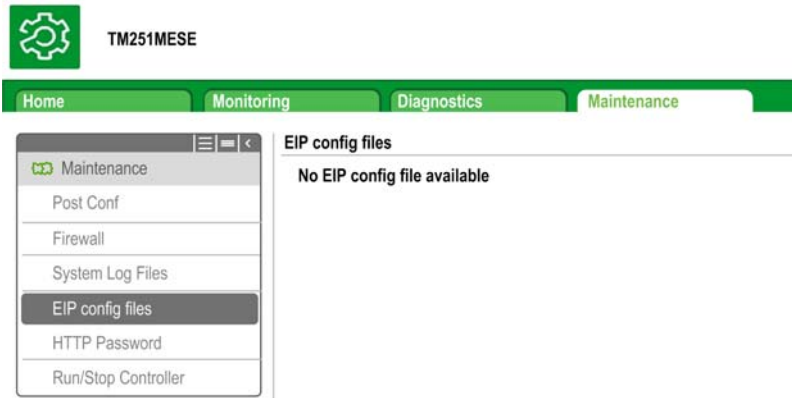 TM251MESE
Home
Monitoring
Diagnostics
Maintenance
Maintenance
Post Conf
Firewall
System Log Files
EIP config files
HTTP Password
Run/Stop Controller
EIP config files
No EIP config file available